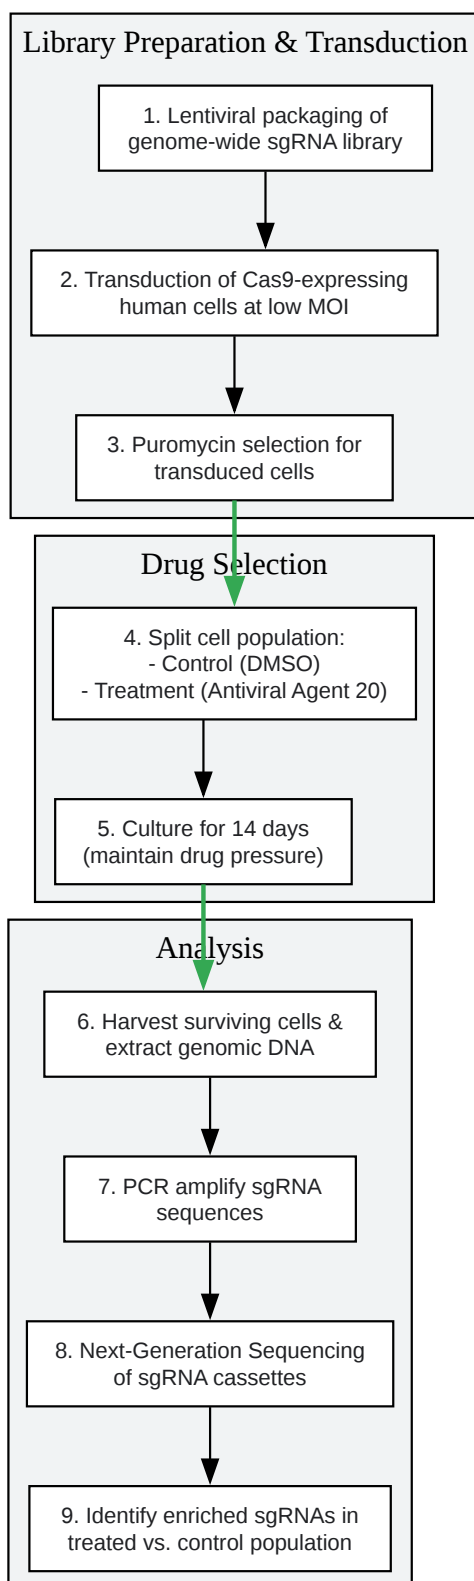 Library Preparation & Transduction
1. Lentiviral packaging of
genome-wide sgRNA library
2. Transduction of Cas9-expressing
human cells at low MOI
3. Puromycin selection for
transduced cells
Drug Selection
4. Split cell population:
- Control (DMSO)
- Treatment (Antiviral Agent 20)
5. Culture for 14 days
(maintain drug pressure)
Analysis
6. Harvest surviving cells &
extract genomic DNA
7. PCR amplify sgRNA
sequences
8. Next-Generation Sequencing
of sgRNA cassettes
9. Identify enriched sgRNAs in
treated vs. control population